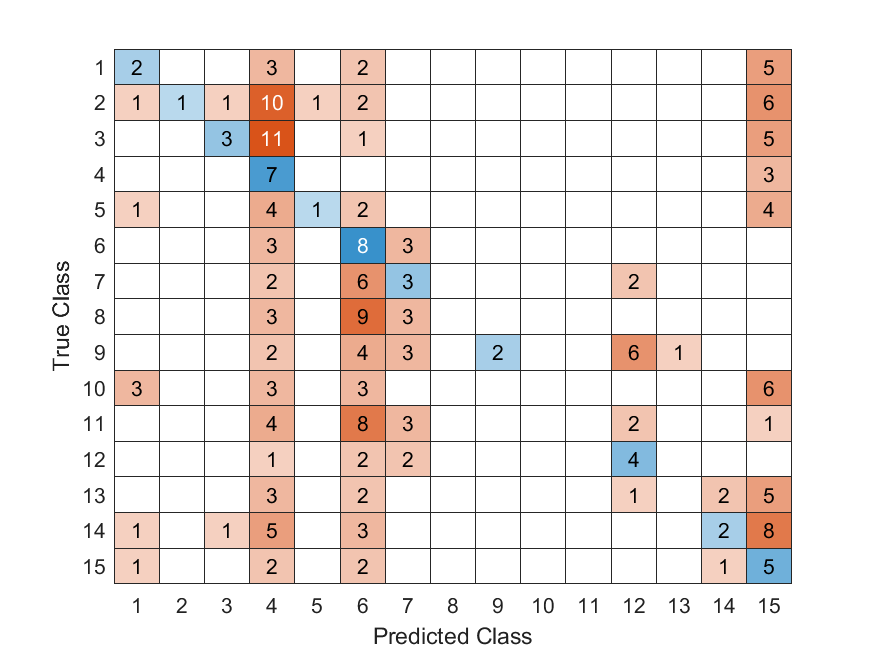 1 2 3 2 5
2 1 1 1 10 1 2 6
3 3 11 1 5
4 7 3
5 1 4 1 2 4
6 3 8 3
7 2 6 3 2
8 3 9 3
9 2 4 3 2 6 1
10 3 3 3 6
11 4 8 3 2 1
12 1 2 2 4
13 3 2 1 2 5
14 1 1 5 3 2 8
15 1 2 2 1 5
True Class
1 2 3 4 5 6 7 8 9 10 11 12 13 14 15
Predicted Class